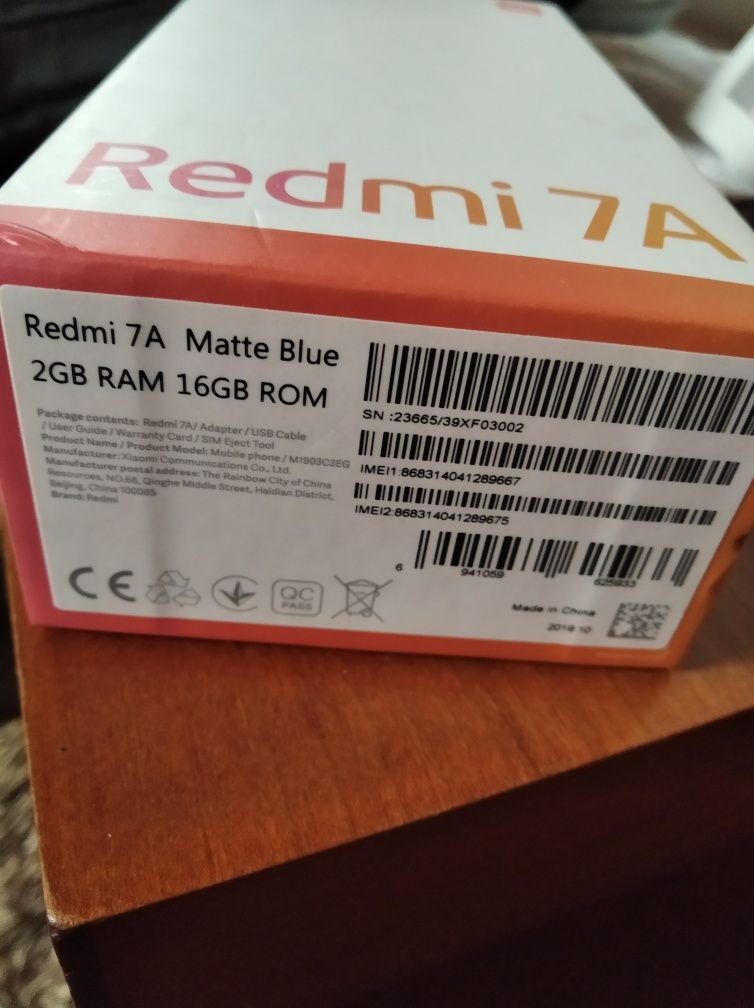 Redmi 7A
Redmi 7A Matte Blue
2GB RAM 16GB ROM
Package contents: Redmi 7A/ Adapter / USB Cable
/ User Guide / Warranty Card / SIM Eject Tool
Product Name / Product Model: Mobile phone / M1903C3EG
Manufacturer: Xiaomi Communications Co., Ltd.
Manufacturer postal address: The Rainbow City of China
Resources, NO.68, Qinghe Middle Street, Haidian District,
Beijing, China 100085
Brand: Redmi
SN :23665/39XF03002
IMEI1:868314041289667
IMEI2:868314041289675
6 941059 625933
CE
QC
PASS
Made in China
2019.10